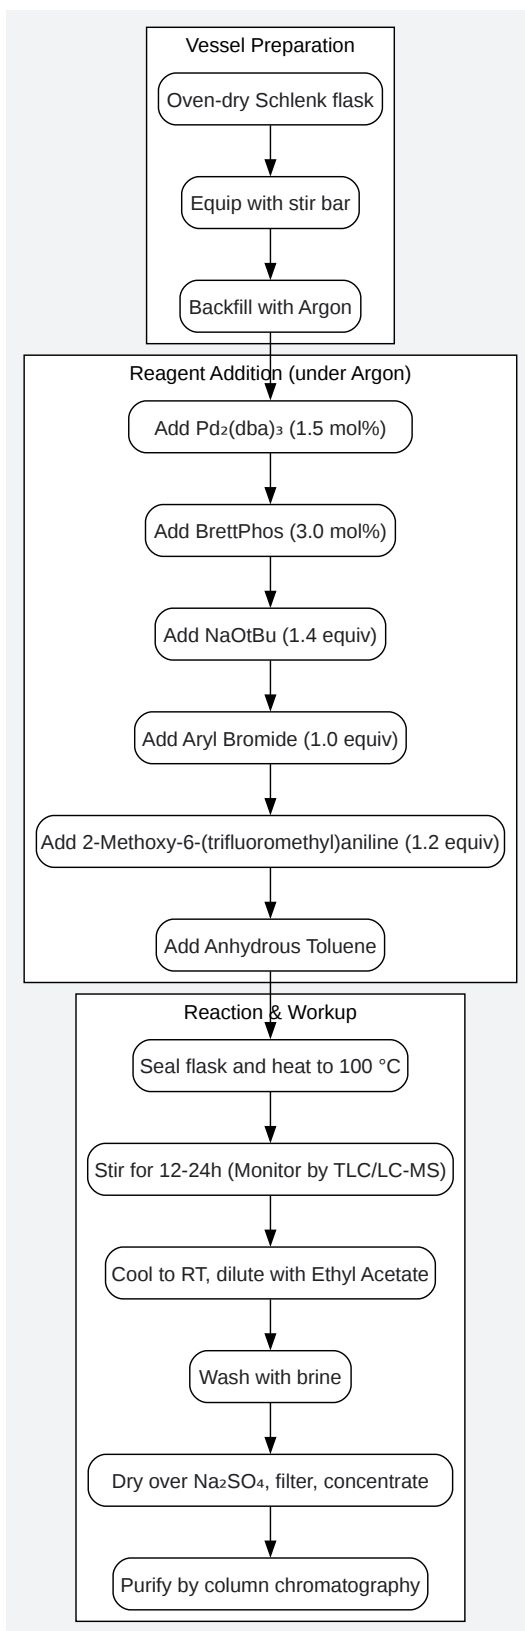 Vessel Preparation
Oven-dry Schlenk flask
Equip with stir bar
Backfill with Argon
Reagent Addition (under Argon)
Add Pd₂(dba)₃ (1.5 mol%)
Add BrettPhos (3.0 mol%)
Add NaOtBu (1.4 equiv)
Add Aryl Bromide (1.0 equiv)
Add 2-Methoxy-6-(trifluoromethyl)aniline (1.2 equiv)
Add Anhydrous Toluene
Reaction & Workup
Seal flask and heat to 100 °C
Stir for 12-24h (Monitor by TLC/LC-MS)
Cool to RT, dilute with Ethyl Acetate
Wash with brine
Dry over Na₂SO₄, filter, concentrate
Purify by column chromatography